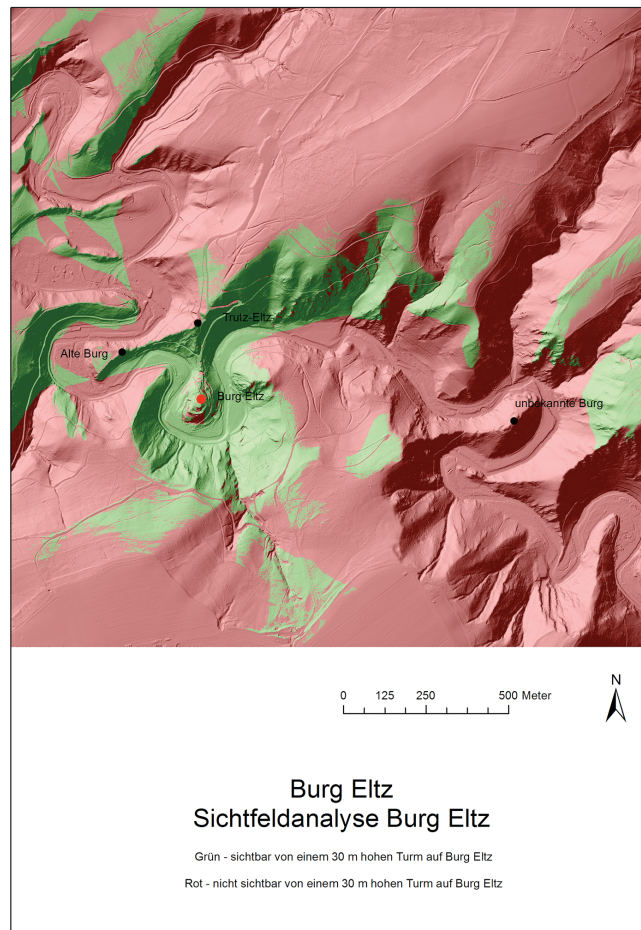 Trutz-Eltz
Alte Burg
Burg Eltz
unbekannte Burg
N
0 125 250 500 Meter
Burg Eltz
Sichtfeldanalyse Burg Eltz
Grün - sichtbar von einem 30 m hohen Turm auf Burg Eltz
Rot - nicht sichtbar von einem 30 m hohen Turm auf Burg Eltz